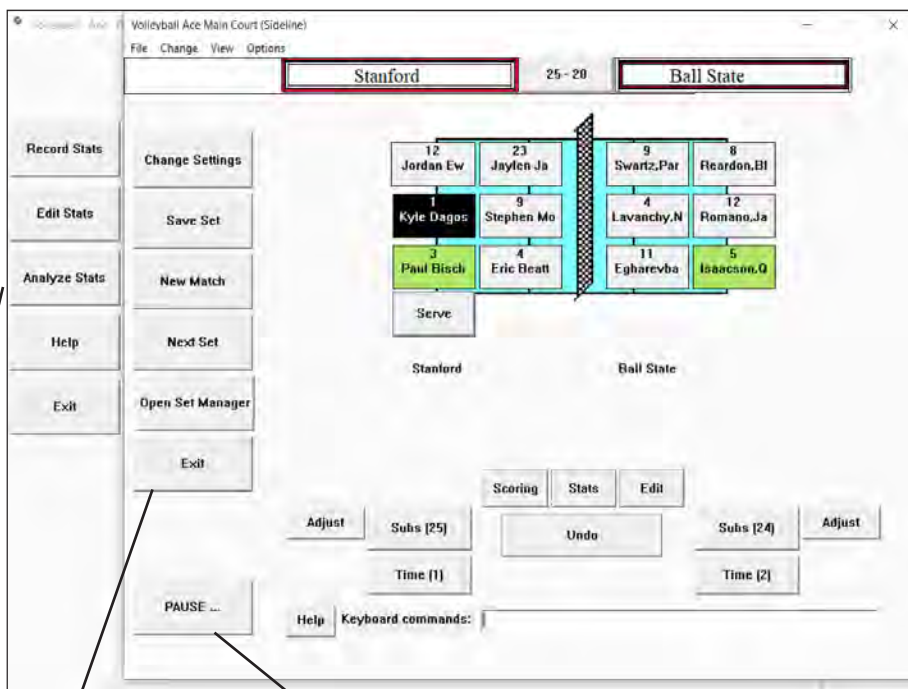 Volleyball Ace Main Court (Sideline)
File Change View Options
Stanford 25 - 20 Ball State
Record Stats
Edit Stats
Analyze Stats
Help
Exit
Change Settings
Save Set
New Match
Next Set
Open Set Manager
Exit
PAUSE ...
12
Jordan Ew
23
Jaylen Ja
9
Swartz,Par
8
Reardon,Bl
1
Kyle Dagos
9
Stephen Mo
4
Lavanchy,N
12
Romano,Ja
3
Paul Bisch
4
Eric Beatt
11
Egharevba
5
Isaacson,Q
Serve
Stanford
Ball State
Scoring Stats Edit
Adjust Subs (25) Undo Subs (24) Adjust
Time (1) Time (2)
Help Keyboard commands: